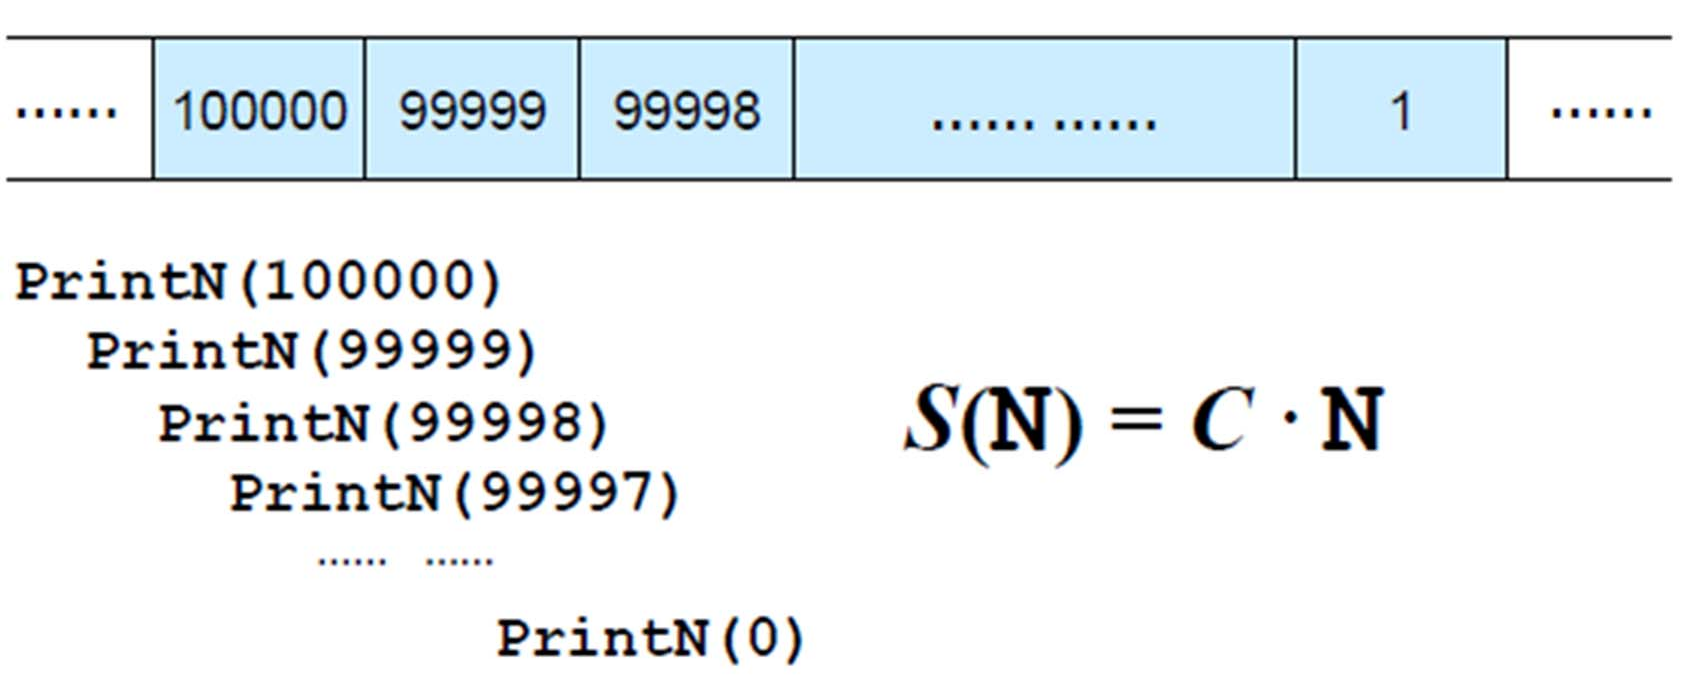 ...... 100000 99999 99998 ...... ...... 1 ......
PrintN(100000)
PrintN(99999)
PrintN(99998)
PrintN(99997)
...... ......
PrintN(0)
S(N) = C · N